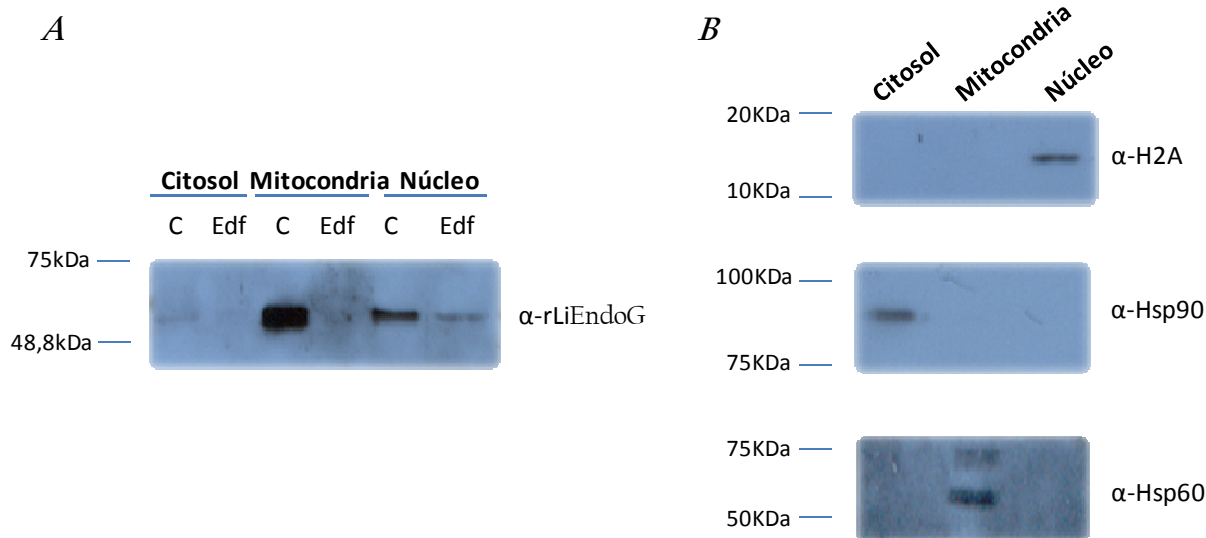 A
Citosol Mitocondria Núcleo
C Edf C Edf C Edf
75kDa
48,8kDa
α-rLiEndoG
B
Citosol Mitocondria Núcleo
20KDa
10KDa
α-H2A
100KDa
75KDa
α-Hsp90
75KDa
50KDa
α-Hsp60